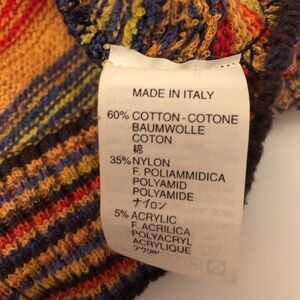 MADE IN ITALY
60% COTTON-COTONE
BAUMWOLLE
COTON
綿
35% NYLON
F. POLIAMMIDICA
POLYAMID
POLYAMIDE
ナイロン
5% ACRYLIC
F. ACRILICA
POLYACRYL
ACRYLIQUE
アクリル